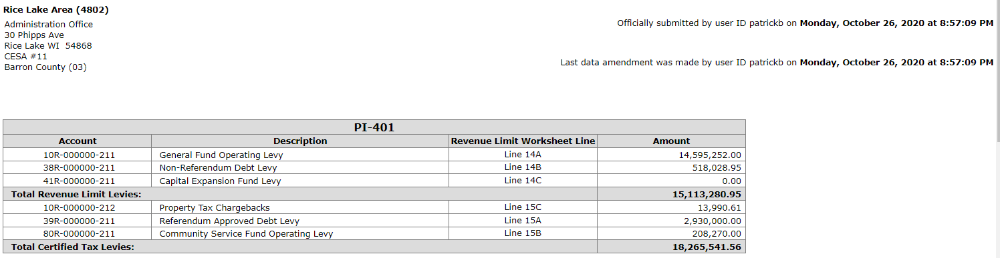 Rice Lake Area (4802)
Administration Office
30 Phipps Ave
Rice Lake WI  54868
CESA #11
Barron County (03)
Officially submitted by user ID patrickb on Monday, October 26, 2020 at 8:57:09 PM
Last data amendment was made by user ID patrickb on Monday, October 26, 2020 at 8:57:09 PM
PI-401
Account Description Revenue Limit Worksheet Line Amount
10R-000000-211 General Fund Operating Levy Line 14A 14,595,252.00
38R-000000-211 Non-Referendum Debt Levy Line 14B 518,028.95
41R-000000-211 Capital Expansion Fund Levy Line 14C 0.00
Total Revenue Limit Levies: 15,113,280.95
10R-000000-212 Property Tax Chargebacks Line 15C 13,990.61
39R-000000-211 Referendum Approved Debt Levy Line 15A 2,930,000.00
80R-000000-211 Community Service Fund Operating Levy Line 15B 208,270.00
Total Certified Tax Levies: 18,265,541.56